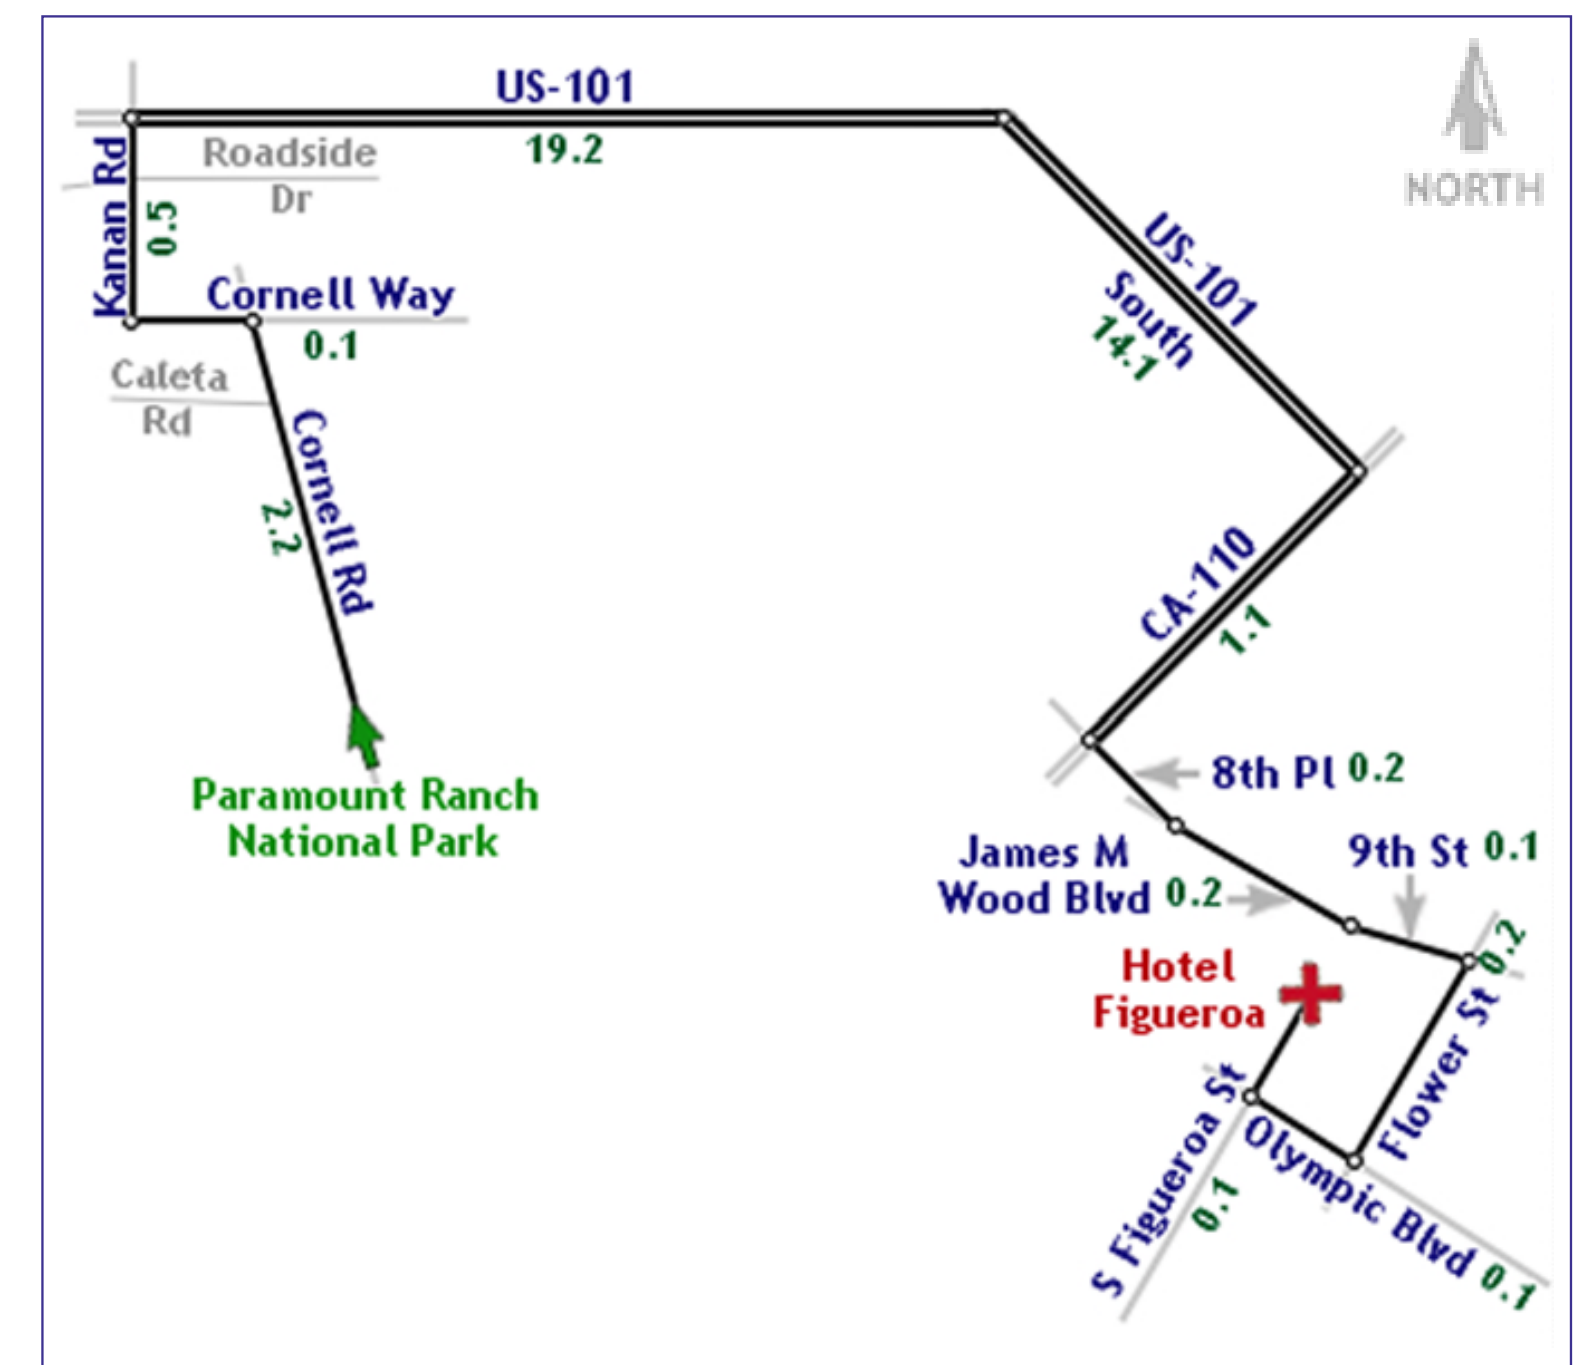 US-101
19.2
NORTH
Roadside
Dr
Kanan Rd
0.5
Cornell Way
0.1
Caleta
Rd
Cornell Rd
2.2
Paramount Ranch
National Park
US-101
South
14.1
CA-110
1.1
8th Pl 0.2
James M
Wood Blvd 0.2
9th St 0.1
0.2
Flower St
Hotel
Figueroa
S Figueroa St
0.1
Olympic Blvd 0.1